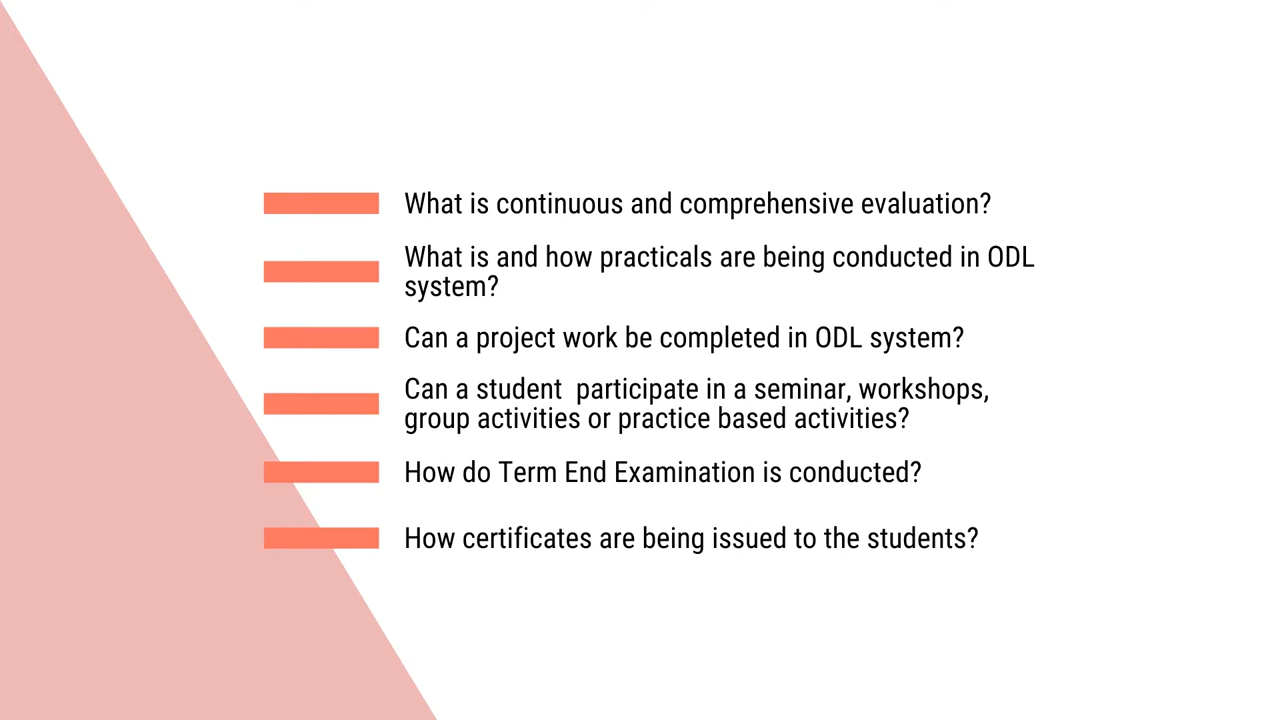 What is continuous and comprehensive evaluation?
What is and how practicals are being conducted in ODL
system?
Can a project work be completed in ODL system?
Can a student  participate in a seminar, workshops,
group activities or practice based activities?
How do Term End Examination is conducted?
How certificates are being issued to the students?